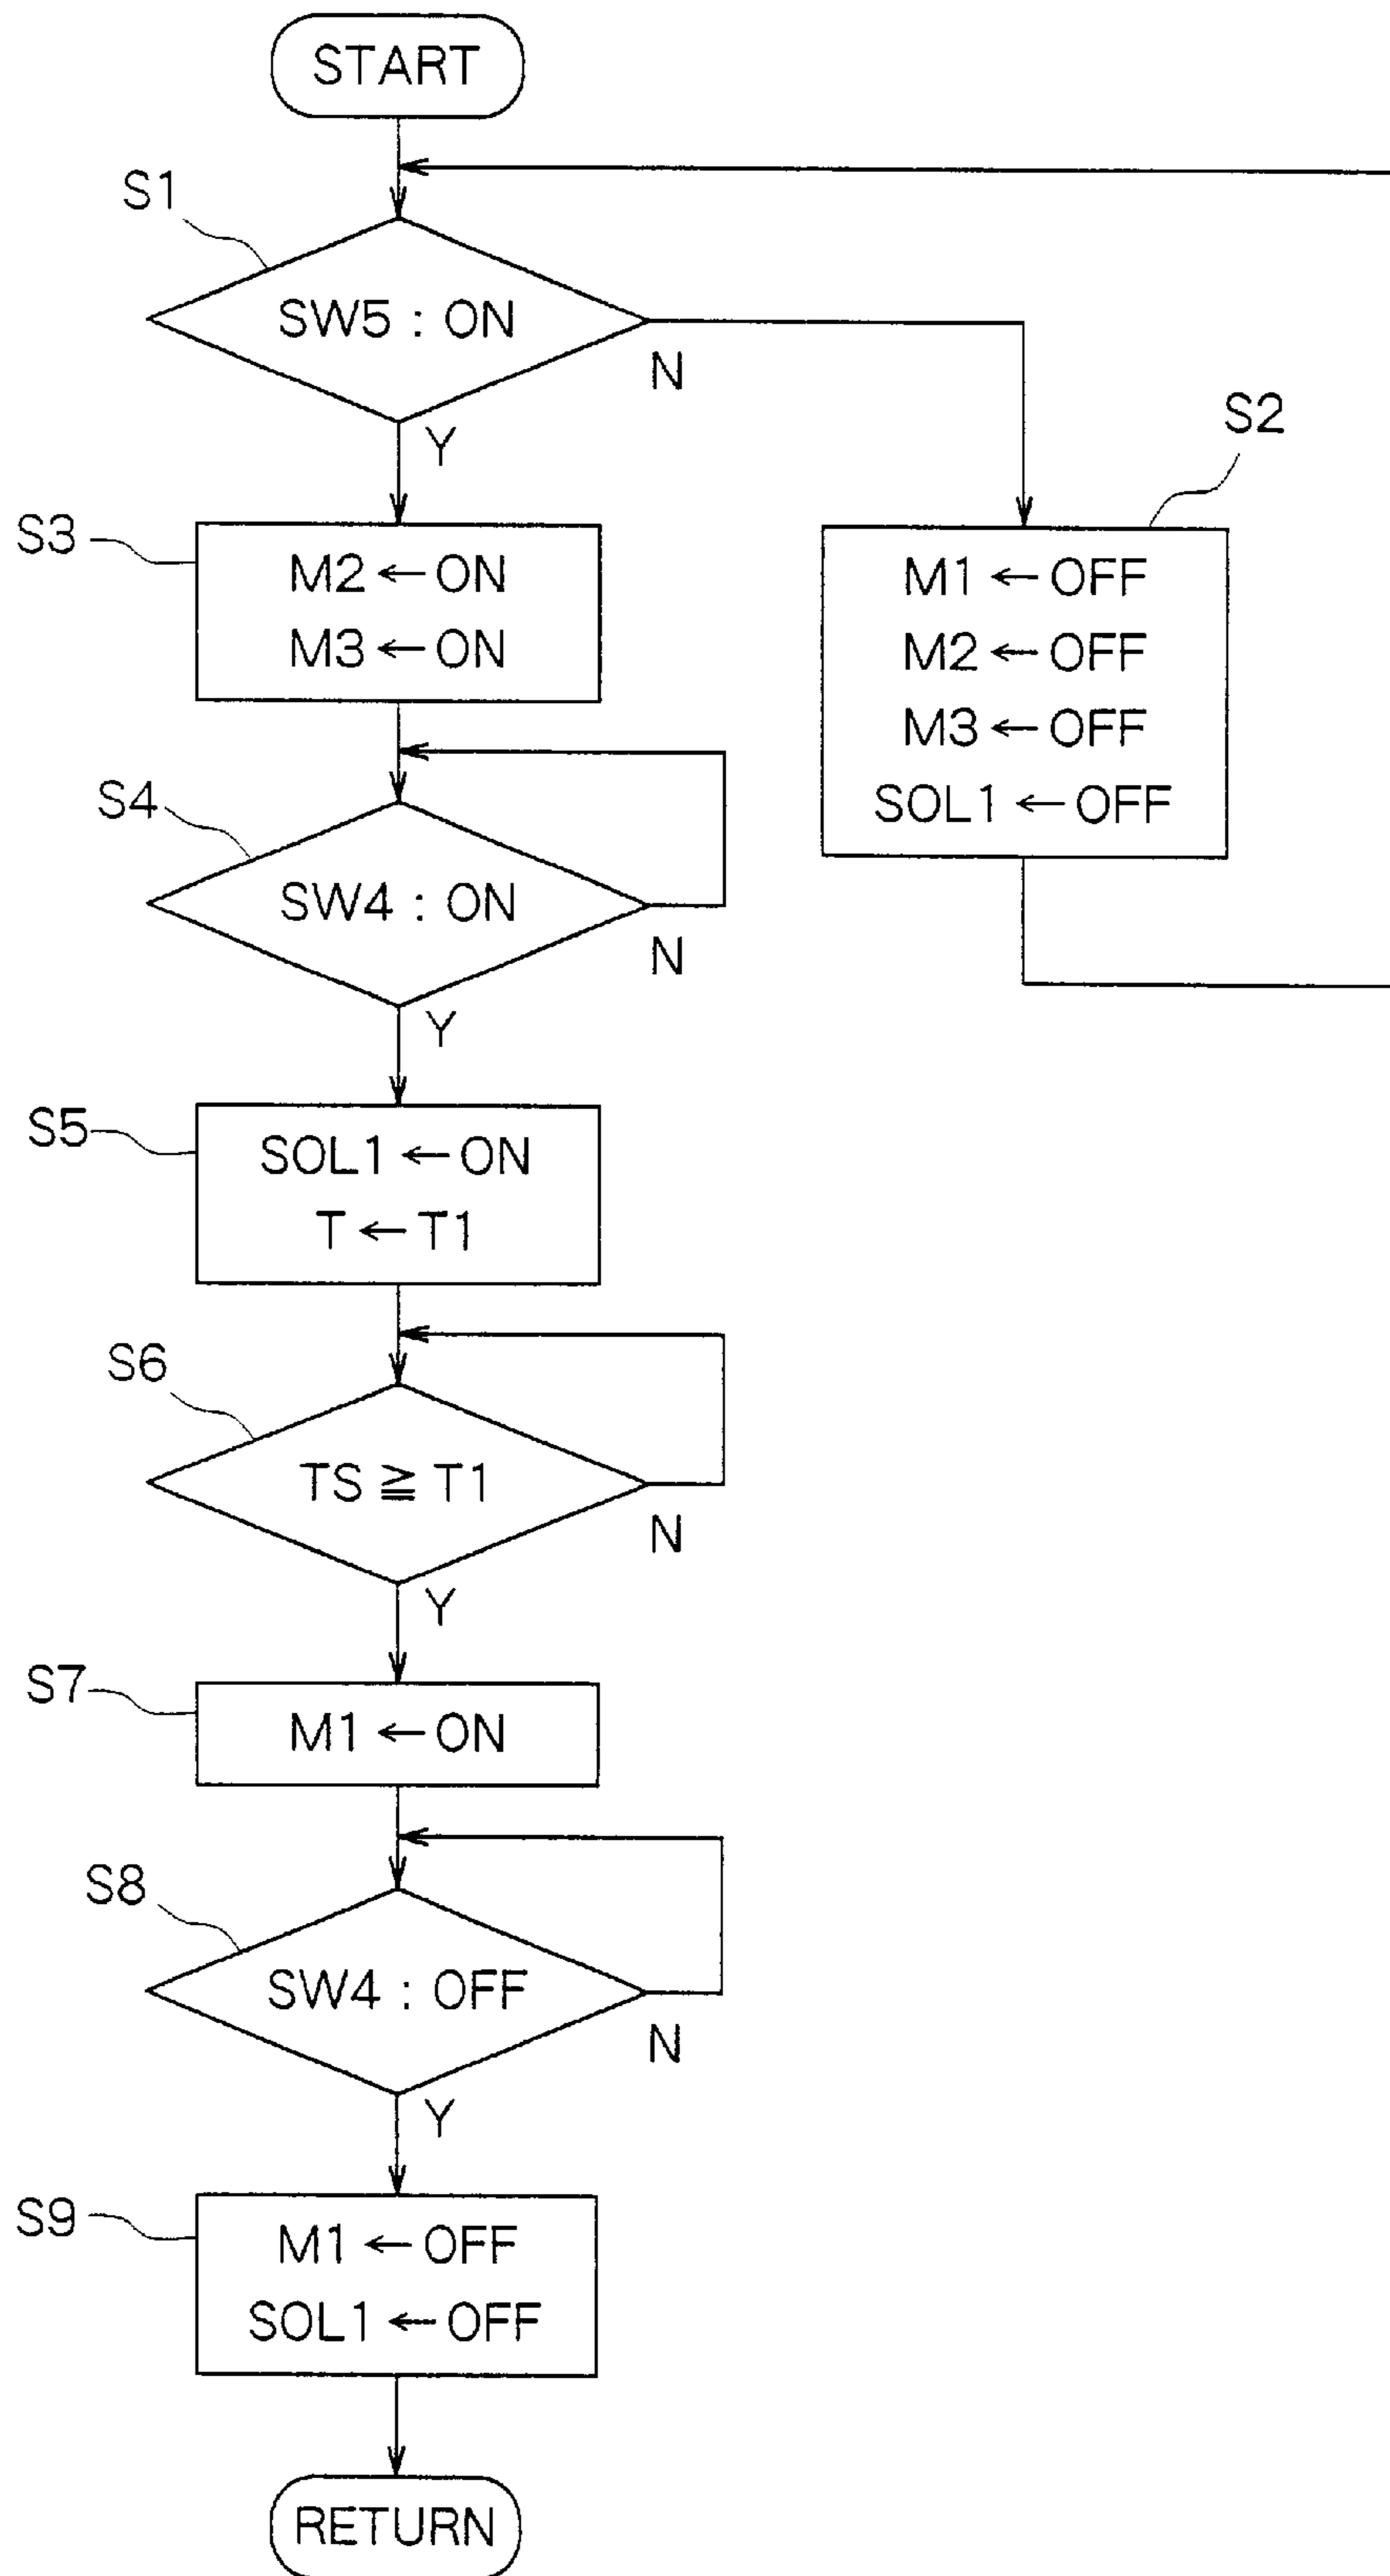 START
S1
SW5 : ON
N
Y
S2
S3
M2 ← ON
M3 ← ON
M1 ← OFF
M2 ← OFF
M3 ← OFF
SOL1 ← OFF
S4
SW4 : ON
N
Y
S5
SOL1 ← ON
T ← T1
S6
TS ≧ T1
N
Y
S7
M1 ← ON
S8
SW4 : OFF
N
Y
S9
M1 ← OFF
SOL1 ← OFF
RETURN